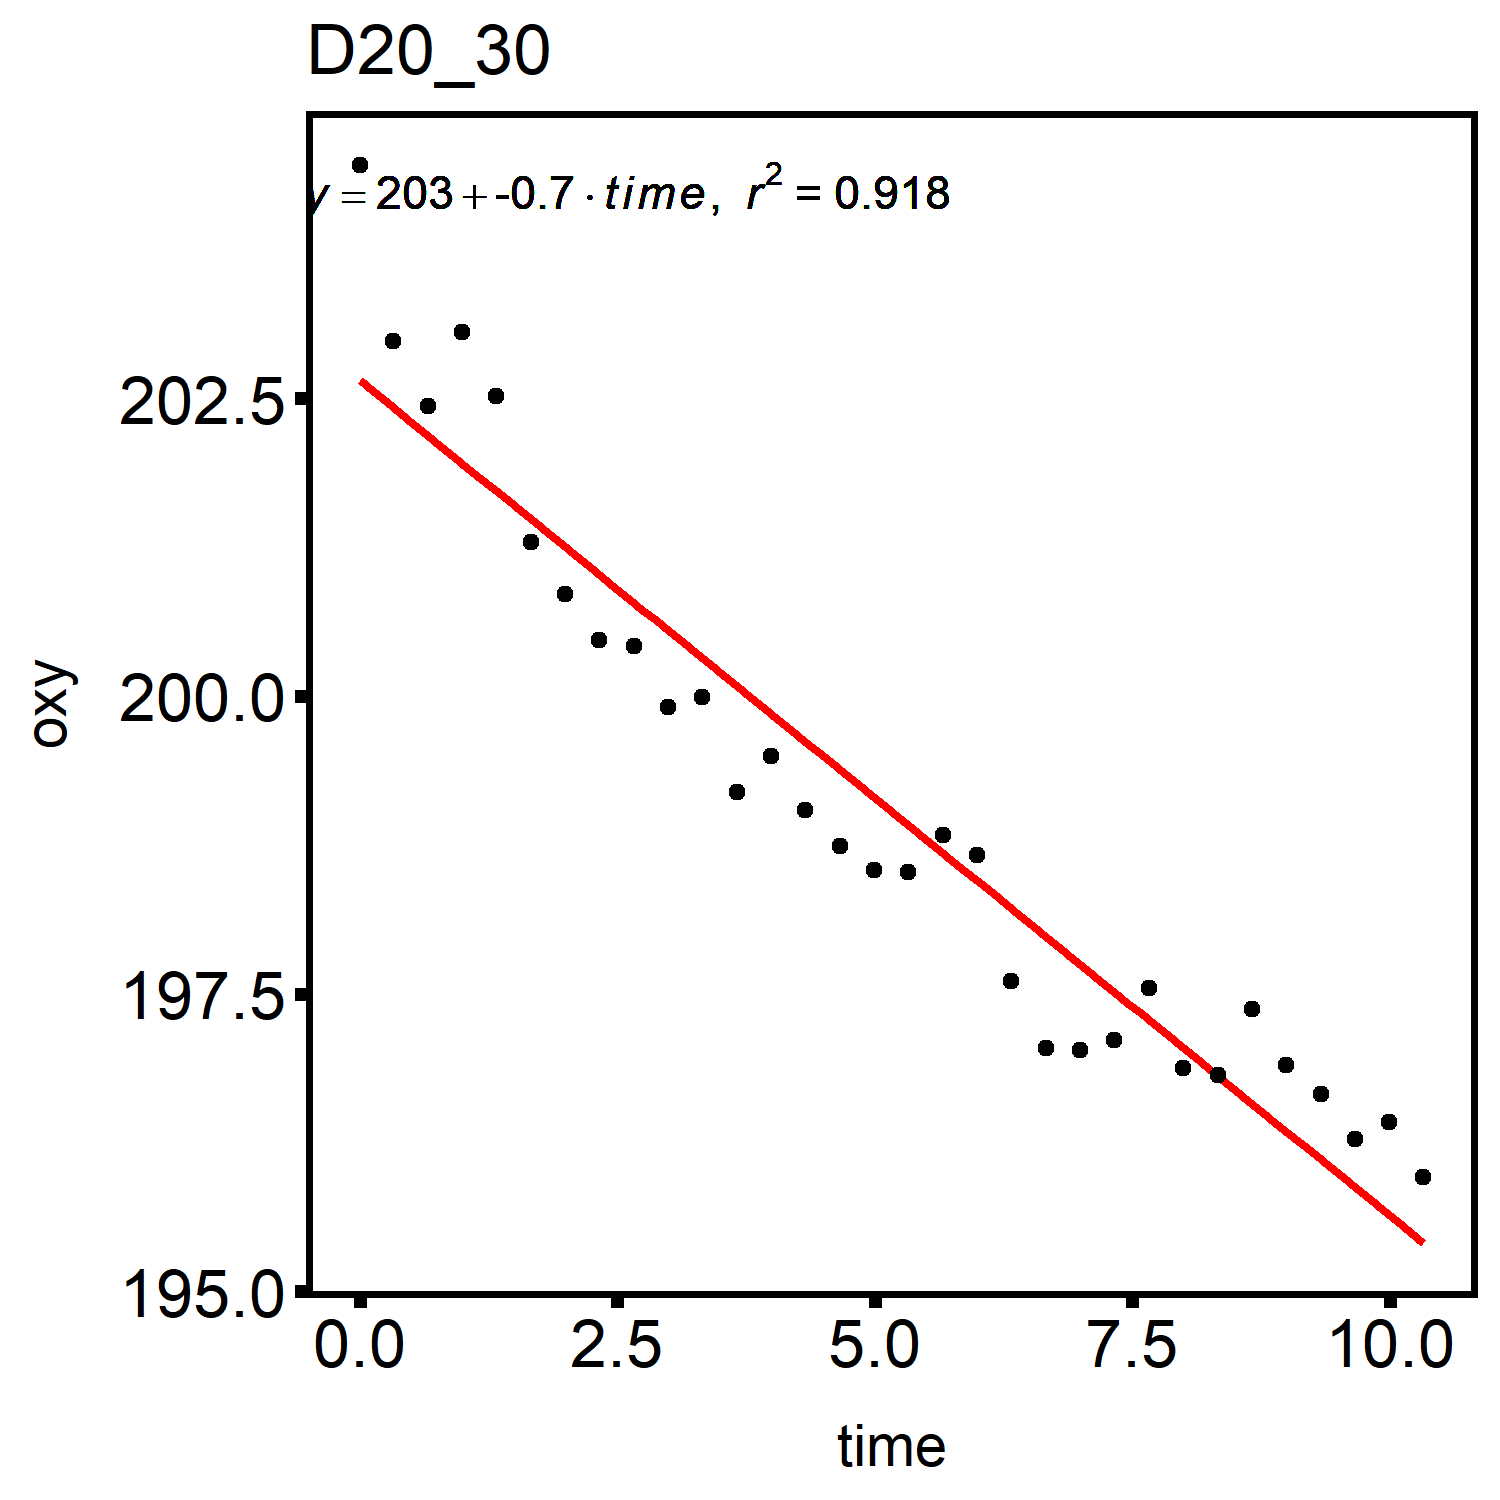 D20_30
y = 203 + -0.7 · time, r² = 0.918
202.5
200.0
197.5
195.0
oxy
0.0 2.5 5.0 7.5 10.0
time